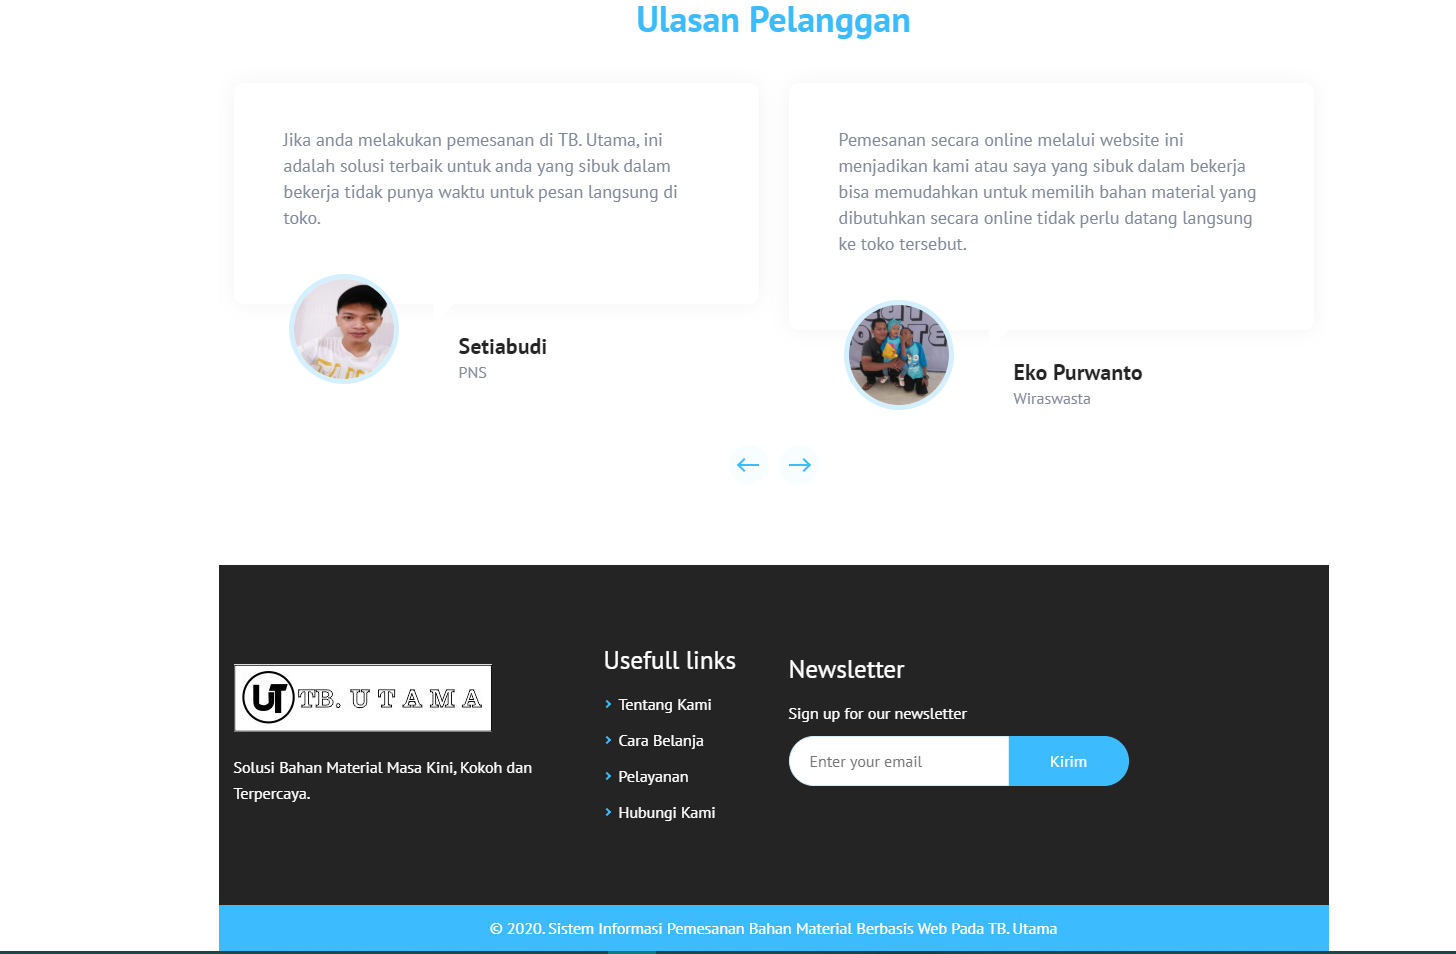 Ulasan Pelanggan
Jika anda melakukan pemesanan di TB. Utama, ini
adalah solusi terbaik untuk anda yang sibuk dalam
bekerja tidak punya waktu untuk pesan langsung di
toko.
Setiabudi
PNS
Pemesanan secara online melalui website ini
menjadikan kami atau saya yang sibuk dalam bekerja
bisa memudahkan untuk memilih bahan material yang
dibutuhkan secara online tidak perlu datang langsung
ke toko tersebut.
Eko Purwanto
Wiraswasta
UT TB. UTAMA
Solusi Bahan Material Masa Kini, Kokoh dan
Terpercaya.
Usefull links
Tentang Kami
Cara Belanja
Pelayanan
Hubungi Kami
Newsletter
Sign up for our newsletter
Enter your email
Kirim
© 2020. Sistem Informasi Pemesanan Bahan Material Berbasis Web Pada TB. Utama